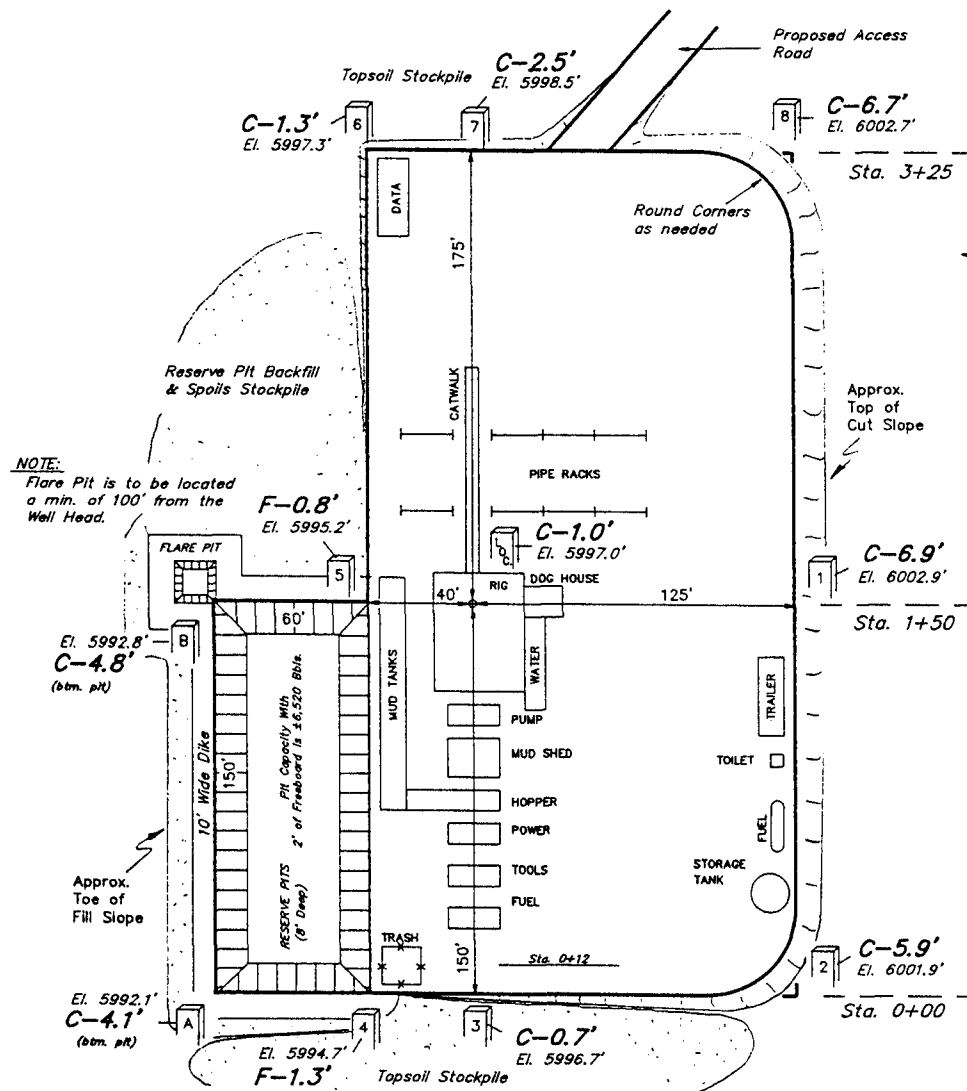 Proposed Access
Road
C-2.5'
El. 5998.5'
Topsoil Stockpile
C-1.3'
El. 5997.3'
6
7
8
C-6.7'
El. 6002.7'
Sta. 3+25
DATA
Round Corners
as needed
175'
Reserve Pit Backfill
& Spoils Stockpile
CATWALK
Approx.
Top of
Cut Slope
PIPE RACKS
NOTE:
Flare Pit is to be located
a min. of 100' from the
Well Head.
F-0.8'
El. 5995.2'
C-1.0'
El. 5997.0'
LOC.
FLARE PIT
5
RIG
DOG HOUSE
C-6.9'
El. 6002.9'
1
60'
40'
125'
Sta. 1+50
El. 5992.8'
B
C-4.8'
(btm. pit)
MUD TANKS
WATER
TRAILER
PUMP
MUD SHED
TOILET
HOPPER
10' Wide Dike
150'
RESERVE PITS
(8' Deep)
Pit Capacity With
2' of Freeboard is ±6,520 Bbls.
POWER
FUEL
TOOLS
STORAGE
TANK
FUEL
Approx.
Toe of
Fill Slope
TRASH
150'
Sta. 0+12
C-5.9'
El. 6001.9'
2
Sta. 0+00
El. 5992.1'
C-4.1'
(btm. pit)
A
4
3
C-0.7'
El. 5996.7'
El. 5994.7'
F-1.3'
Topsoil Stockpile